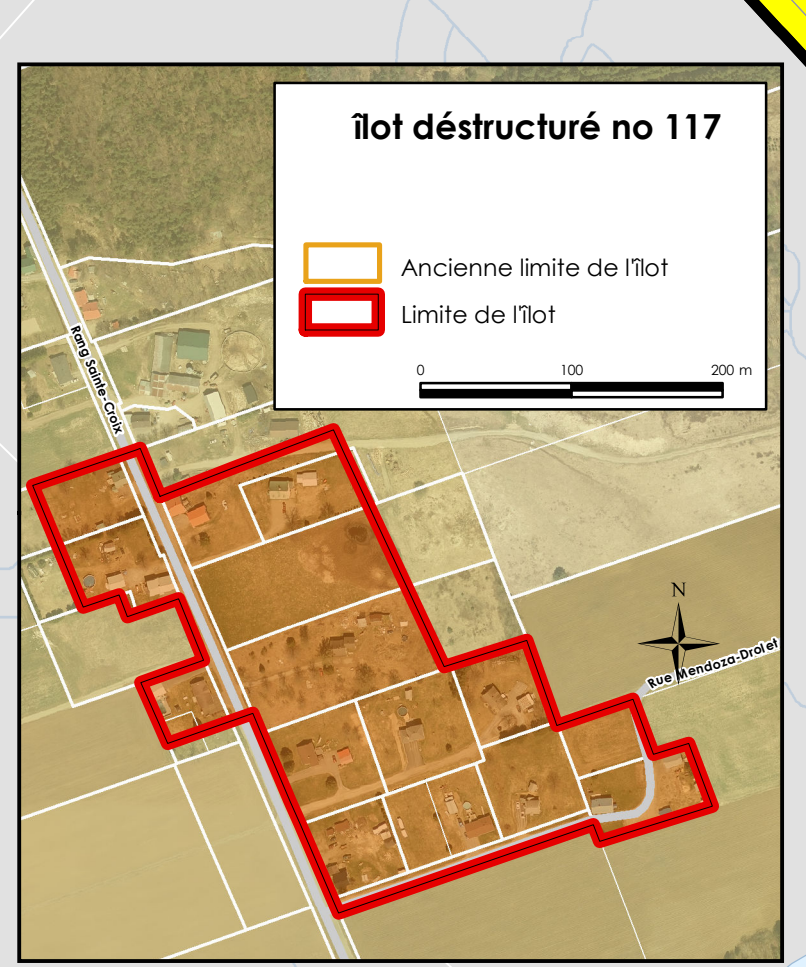 îlot déstructuré no 117
Ancienne limite de l'îlot
Limite de l'îlot
0 100 200 m
Rang Sainte-Croix
N
Rue Mendoza-Drolet